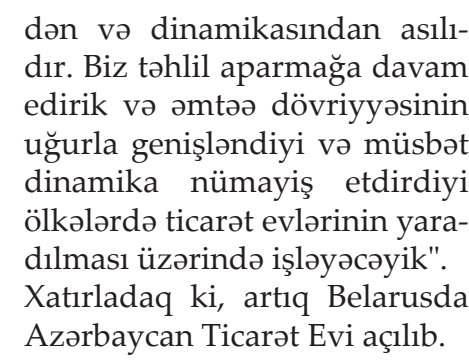 dən və dinamikasından asılı-
dır. Biz təhlil aparmağa davam
edirik və əmtəə dövriyyəsinin
uğurla genişləndiyi və müsbət
dinamika nümayiş etdirdiyi
ölkələrdə ticarət evlərinin yara-
dılması üzərində işləyəcəyik".
Xatırladaq ki, artıq Belarusda
Azərbaycan Ticarət Evi açılıb.